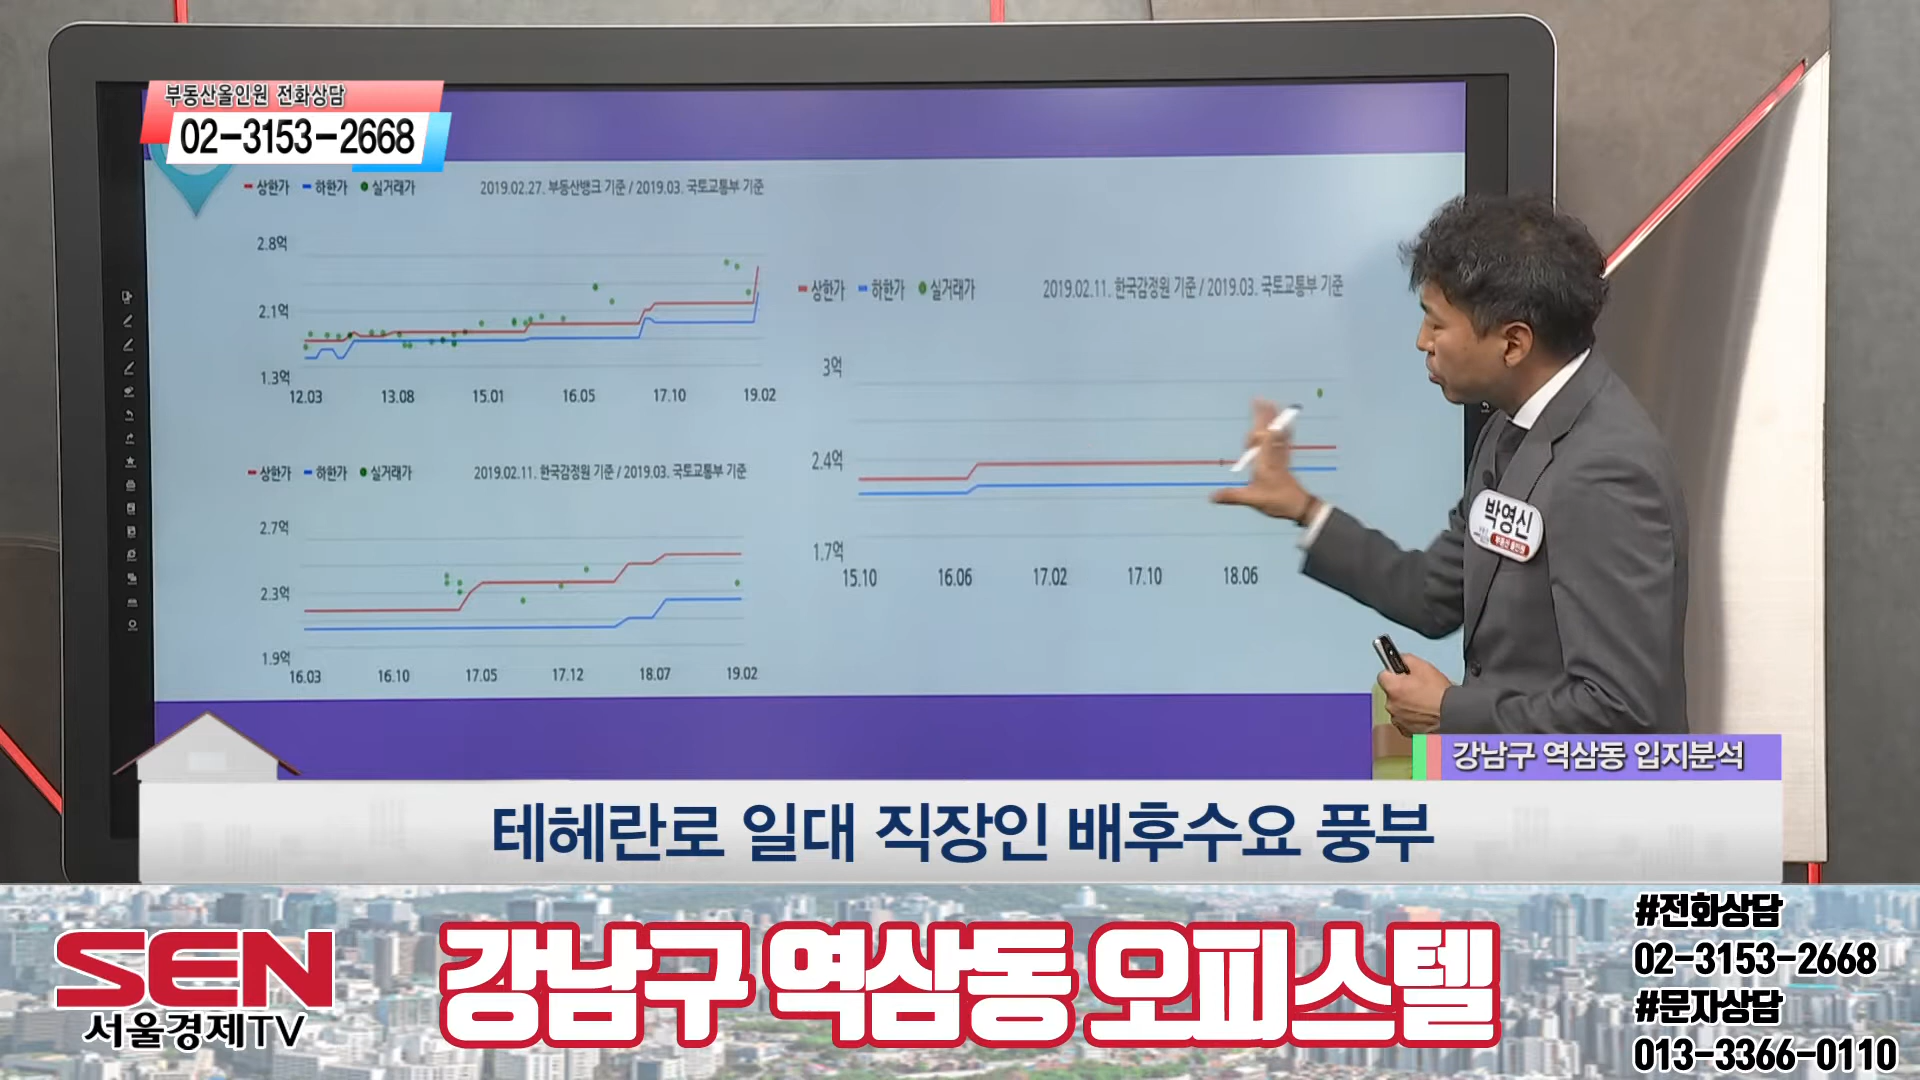 부동산올인원 전화상담
02-3153-2668
상한가 하한가 실거래가 2019.02.27. 부동산뱅크 기준 / 2019.03. 국토교통부 기준
2.8억
2.1억
1.3억
12.03 13.08 15.01 16.05 17.10 19.02
상한가 하한가 실거래가 2019.02.11. 한국감정원 기준 / 2019.03. 국토교통부 기준
2.7억
2.3억
1.9억
16.03 16.10 17.05 17.12 18.07 19.02
상한가 하한가 실거래가 2019.02.11. 한국감정원 기준 / 2019.03. 국토교통부 기준
3억
2.4억
1.7억
15.10 16.06 17.02 17.10 18.06
박영신
강남구 역삼동 입지분석
테헤란로 일대 직장인 배후수요 풍부
SEN
서울경제TV
강남구 역삼동 오피스텔
#전화상담
02-3153-2668
#문자상담
013-3366-0110